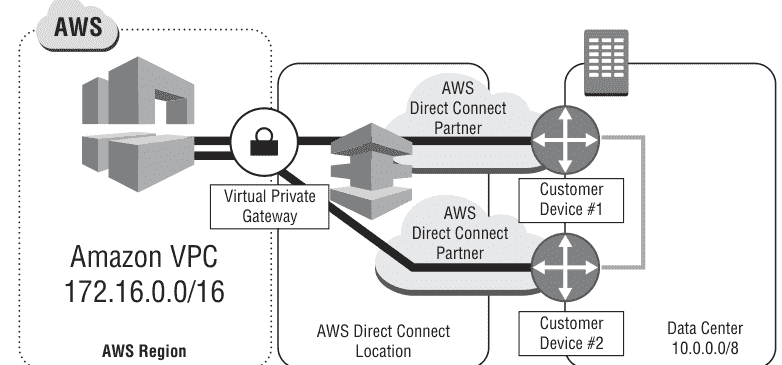 AWS
AWS
Direct Connect
Partner
Virtual Private
Gateway
Customer
Device #1
AWS
Direct Connect
Partner
Amazon VPC
172.16.0.0/16
AWS Region
AWS Direct Connect
Location
Customer
Device #2
Data Center
10.0.0.0/8